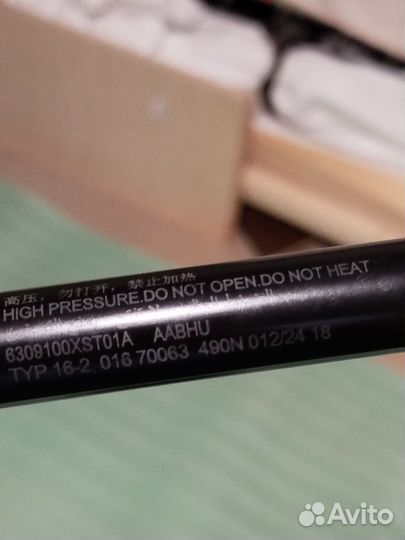 高压,勿打开,禁止加热
HIGH PRESSURE.DO NOT OPEN.DO NOT HEAT
6309100XST01A AABHU
TYP 16-2 016 70063 490N 012/24 18
Avito